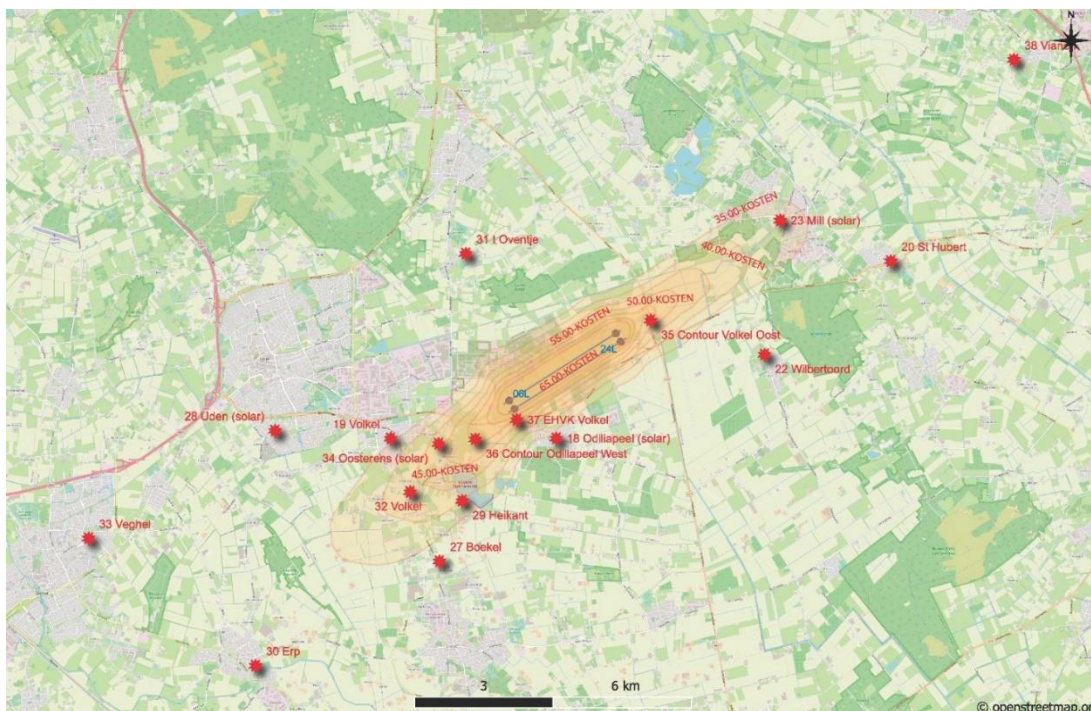 N
38 Vianen
35.00-KOSTEN
23 Mill (solar)
40.00-KOSTEN
31 t Oventje
20 St Hubert
50.00-KOSTEN
55.00-KOSTEN
35 Contour Volkel Oost
24L
65.00-KOSTEN
22 Wilbertoord
06L
28 Uden (solar)
19 Volkel
37 EHVK Volkel
18 Odiliapeel (solar)
34 Oosterens (solar)
36 Contour Odiliapeel West
45.00-KOSTEN
32 Volkel
29 Heikant
33 Veghel
27 Boekel
30 Erp
3
6 km
© openstreetmap.o